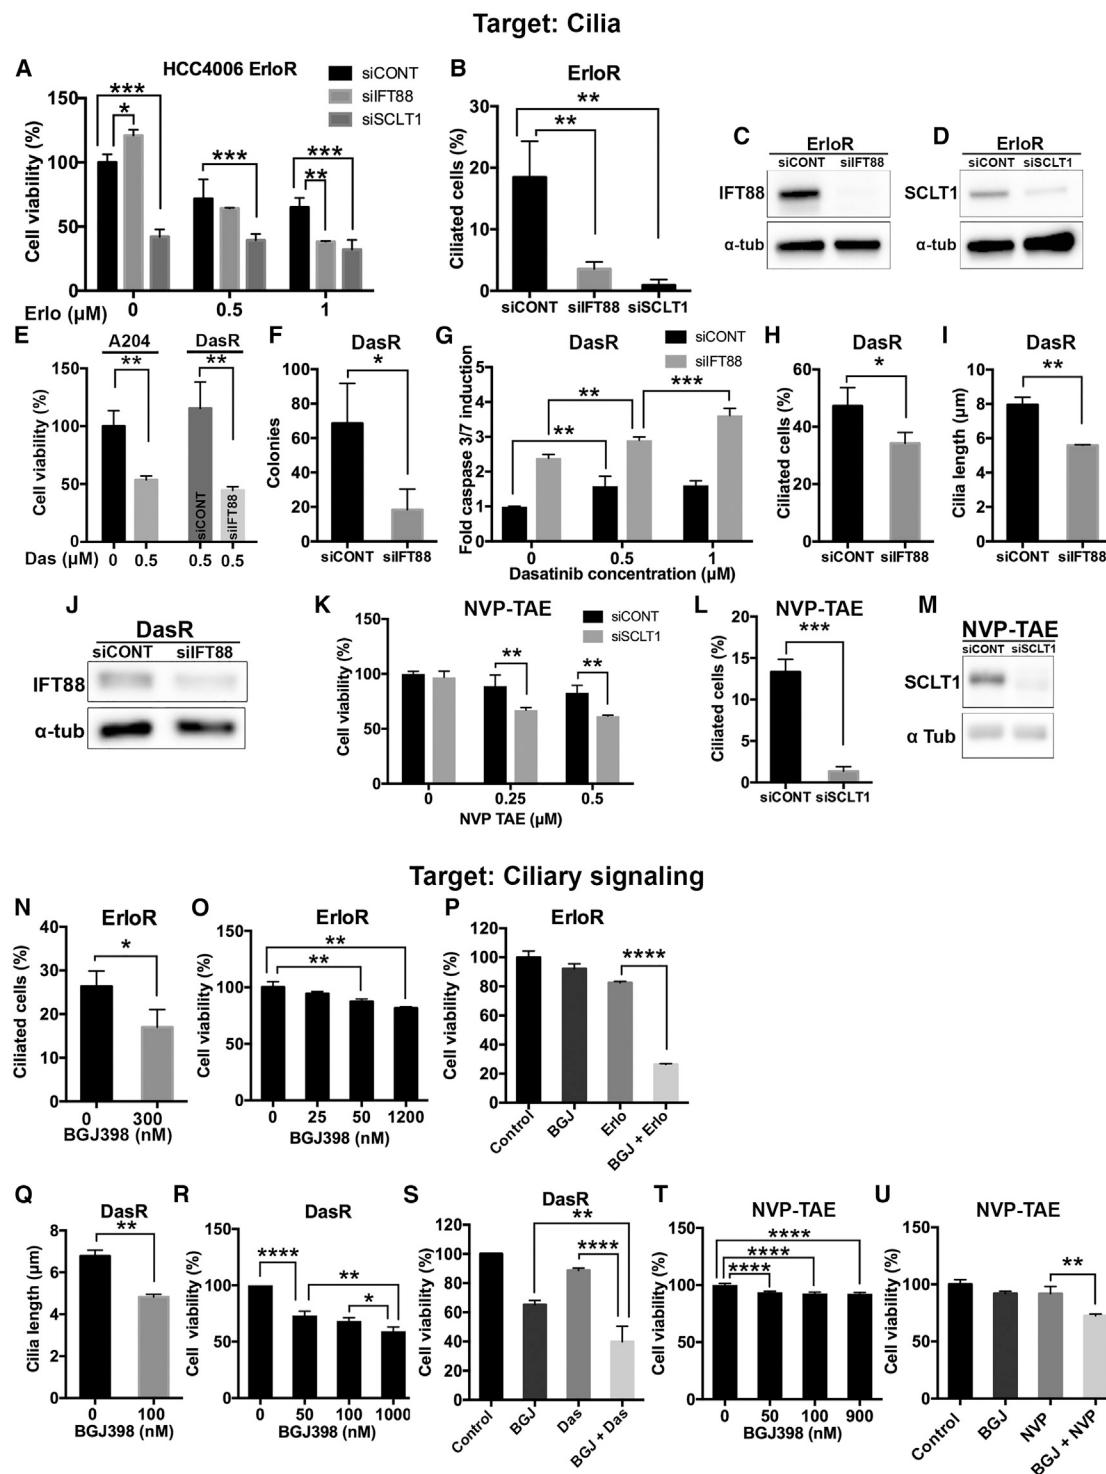 Target: Cilia
A
HCC4006 ErloR
siCONT
siIFT88
siSCLT1
***
*
***
***
**
Cell viability (%)
150
100
50
0
0
0.5
1
Erlo (μM)
B
ErloR
**
**
Ciliated cells (%)
30
20
10
0
siCONT siIFT88 siSCLT1
C
ErloR
siCONT siIFT88
IFT88
α-tub
D
ErloR
siCONT siSCLT1
SCLT1
α-tub
E
A204
DasR
**
**
Cell viability (%)
150
100
50
0
siCONT
siIFT88
Das (μM) 0 0.5 0.5 0.5
F
DasR
*
Colonies
100
80
60
40
20
0
siCONT siIFT88
G
DasR
siCONT
siIFT88
**
***
**
Fold caspase 3/7 induction
5
4
3
2
1
0
0
0.5
1
Dasatinib concentration (μM)
H
DasR
*
Ciliated cells (%)
60
40
20
0
siCONT siIFT88
I
DasR
**
Cilia length (μm)
10
8
6
4
2
0
siCONT siIFT88
J
DasR
siCONT siIFT88
IFT88
α-tub
K
NVP-TAE
siCONT
siSCLT1
**
**
Cell viability (%)
150
100
50
0
0
0.25
0.5
NVP TAE (μM)
L
NVP-TAE
***
Ciliated cells (%)
20
15
10
5
0
siCONT siSCLT1
M
NVP-TAE
siCONT siSCLT1
SCLT1
α Tub
Target: Ciliary signaling
N
ErloR
*
Ciliated cells (%)
40
30
20
10
0
0 300
BGJ398 (nM)
O
ErloR
**
**
Cell viability (%)
150
100
50
0
0 25 50 1200
BGJ398 (nM)
P
ErloR
****
Cell viability (%)
120
100
80
60
40
20
0
Control
BGJ
Erlo
BGJ + Erlo
Q
DasR
**
Cilia length (μm)
8
6
4
2
0
0 100
BGJ398 (nM)
R
DasR
****
**
*
Cell viability (%)
150
100
50
0
0 50 100 1000
BGJ398 (nM)
S
DasR
**
****
Cell viability (%)
120
100
80
60
40
20
0
Control
BGJ
Das
BGJ + Das
T
NVP-TAE
****
****
****
Cell viability (%)
150
100
50
0
0 50 100 900
BGJ398 (nM)
U
NVP-TAE
**
Cell viability (%)
150
100
50
0
Control
BGJ
NVP
BGJ + NVP